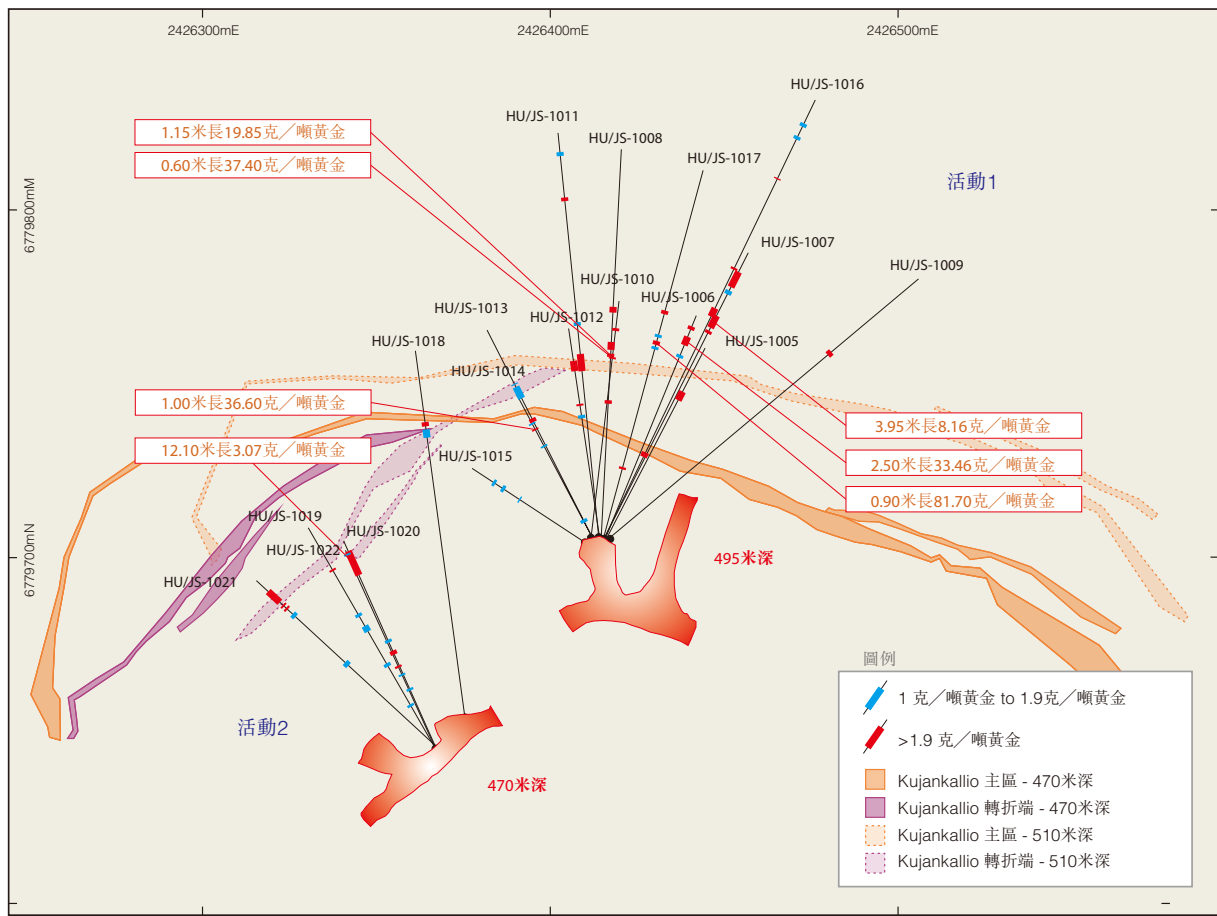 2426300mE
2426400mE
2426500mE
HU/JS-1016
HU/JS-1011
HU/JS-1008
1.15米長19.85克／噸黃金
0.60米長37.40克／噸黃金
HU/JS-1017
活動1
6779800mM
HU/JS-1007
HU/JS-1009
HU/JS-1010
HU/JS-1006
HU/JS-1013
HU/JS-1012
HU/JS-1018
HU/JS-1005
HU/JS-1014
1.00米長36.60克／噸黃金
12.10米長3.07克／噸黃金
3.95米長8.16克／噸黃金
2.50米長33.46克／噸黃金
0.90米長81.70克／噸黃金
HU/JS-1015
HU/JS-1019
HU/JS-1020
HU/JS-1022
HU/JS-1021
6779700mN
495米深
活動2
470米深
圖例
1 克／噸黃金 to 1.9克／噸黃金
>1.9 克／噸黃金
Kujankallio 主區 - 470米深
Kujankallio 轉折端 - 470米深
Kujankallio 主區 - 510米深
Kujankallio 轉折端 - 510米深